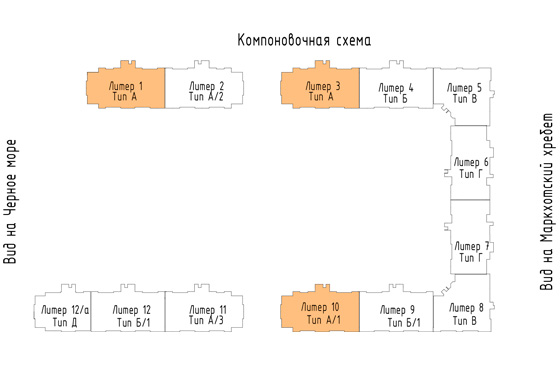 Компоновочная схема
Литер 1
Тип А
Литер 2
Тип А/2
Литер 3
Тип А
Литер 4
Тип Б
Литер 5
Тип В
Вид на Черное море
Литер 6
Тип Г
Вид на Маркхотский хребет
Литер 7
Тип Г
Литер 12/а
Тип Д
Литер 12
Тип Б/1
Литер 11
Тип А/3
Литер 10
Тип А/1
Литер 9
Тип Б/1
Литер 8
Тип В